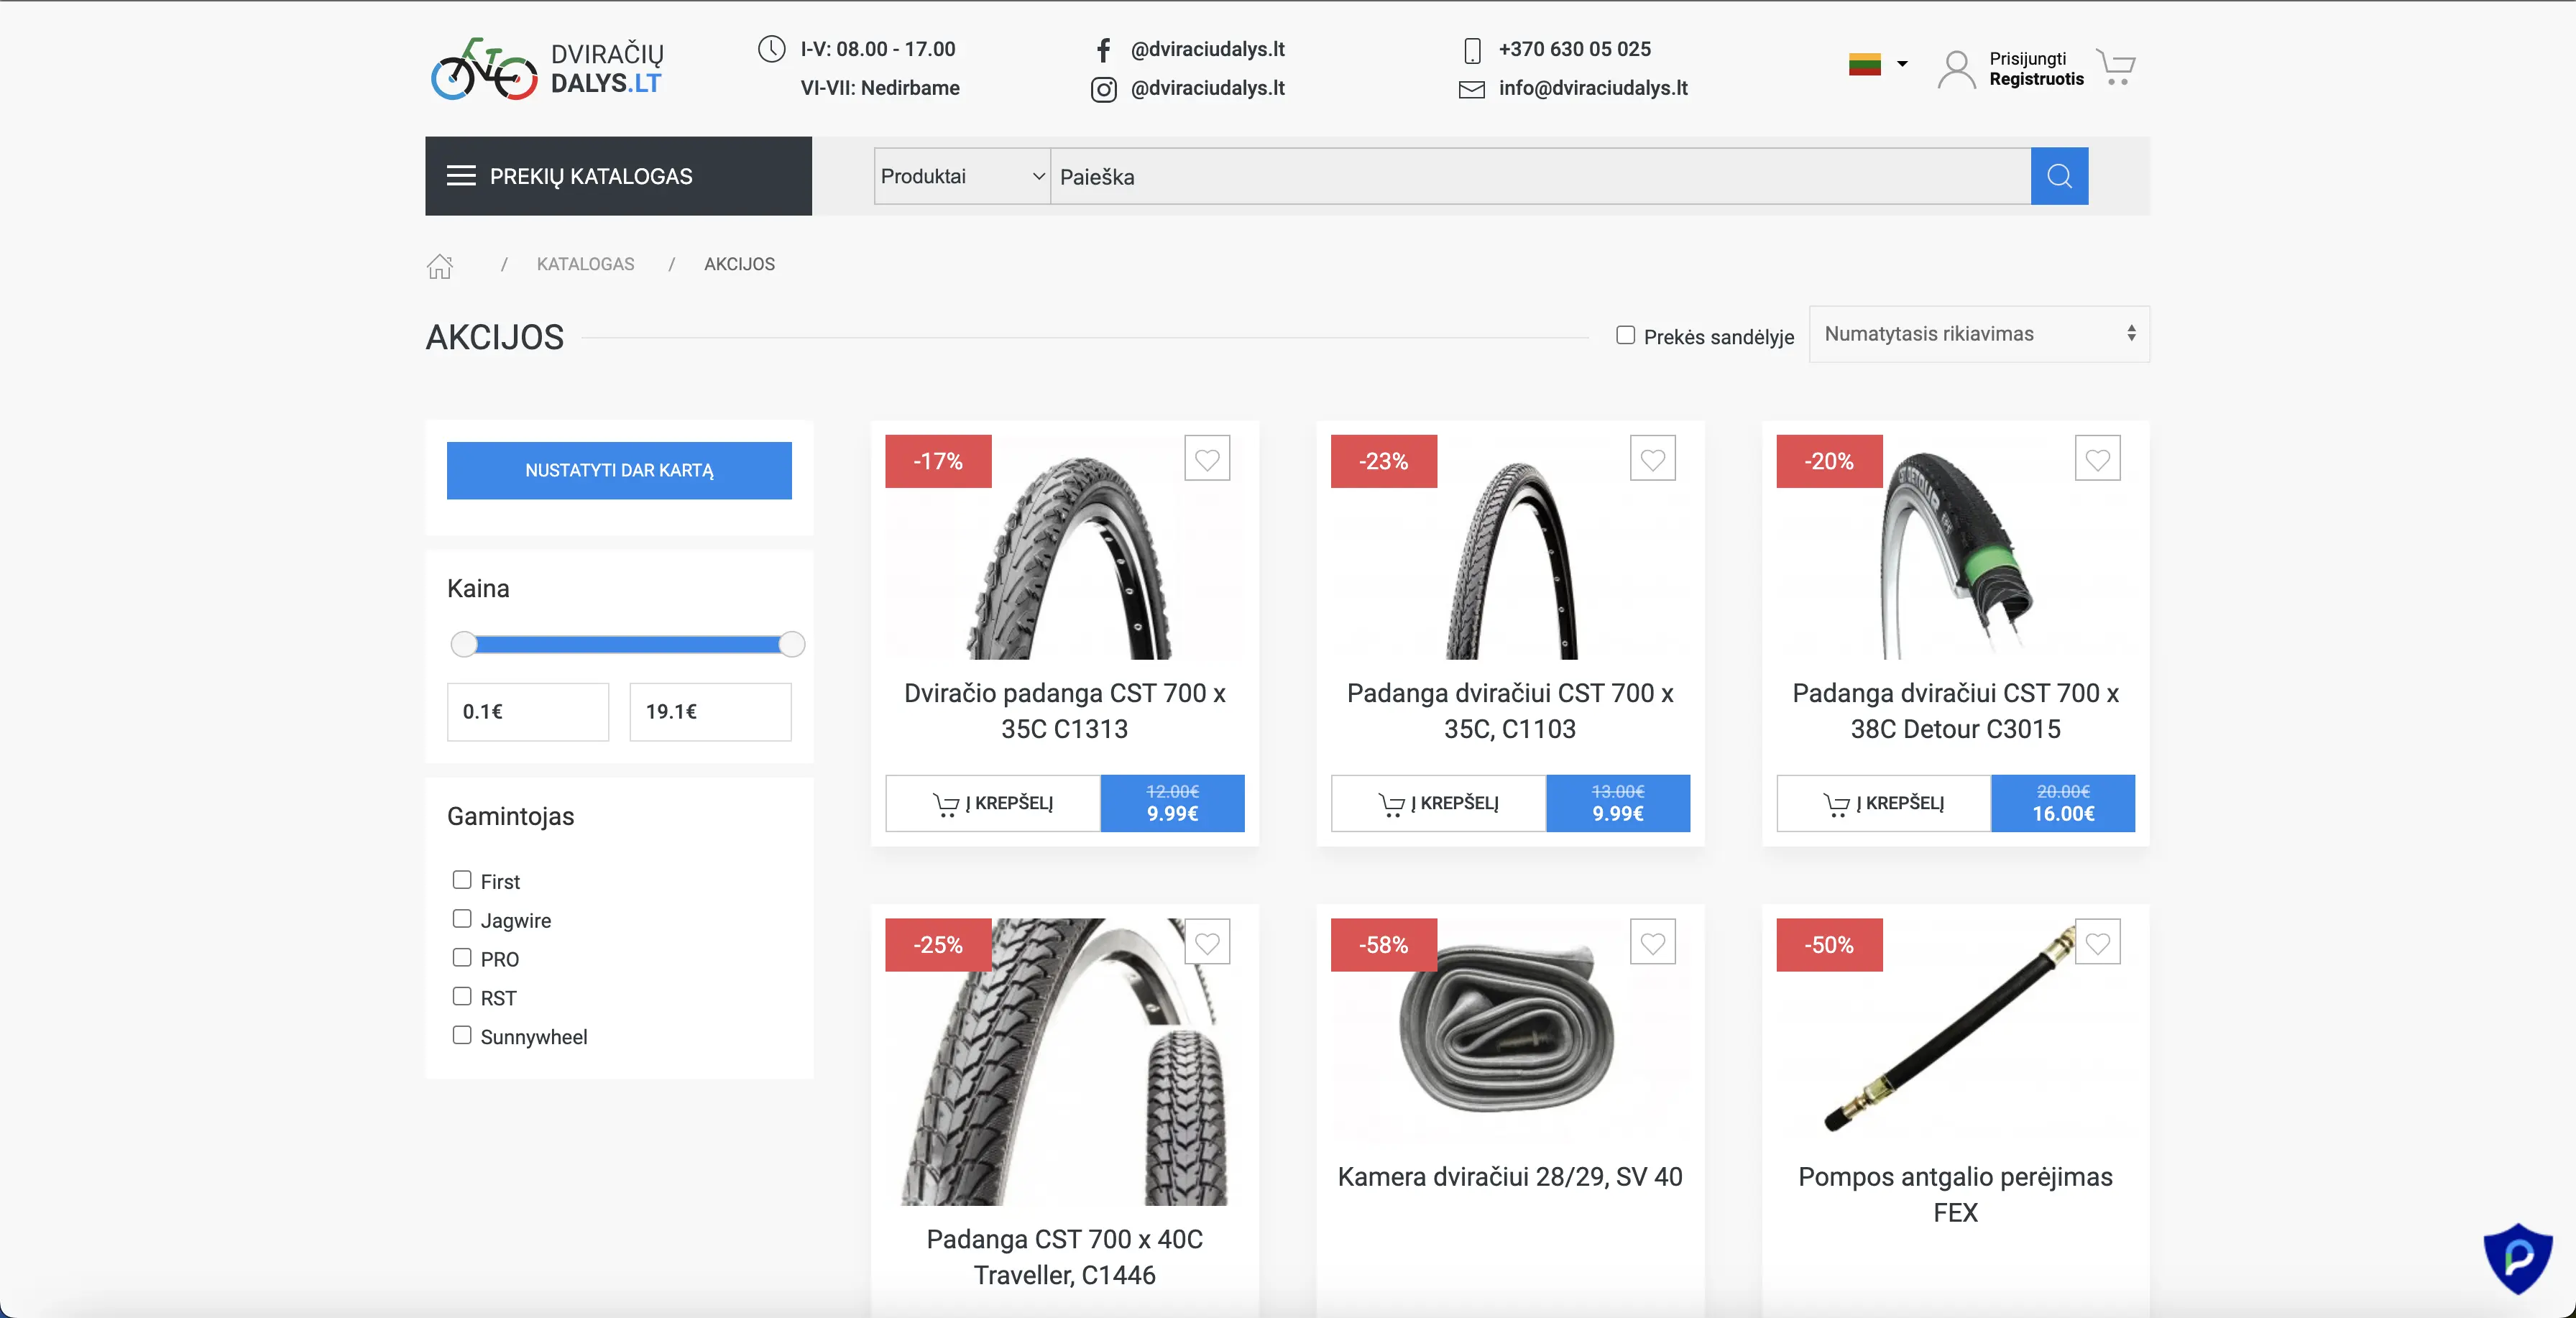 DVIRAČIŲ
DALYS.LT
I-V: 08.00 - 17.00
VI-VII: Nedirbame
@dviraciudalys.lt
@dviraciudalys.lt
+370 630 05 025
info@dviraciudalys.lt
Prisijungti
Registruotis
PREKIŲ KATALOGAS
Produktai
Paieška
/ KATALOGAS / AKCIJOS
AKCIJOS
Prekės sandėlyje
Numatytasis rikiavimas
NUSTATYTI DAR KARTĄ
Kaina
0.1€
19.1€
Gamintojas
First
Jagwire
PRO
RST
Sunnywheel
-17%
Dviračio padanga CST 700 x
35C C1313
Į KREPŠELĮ
12.00€
9.99€
-23%
Padanga dviračiui CST 700 x
35C, C1103
Į KREPŠELĮ
13.00€
9.99€
-20%
DETOUR
Padanga dviračiui CST 700 x
38C Detour C3015
Į KREPŠELĮ
20.00€
16.00€
-25%
Padanga CST 700 x 40C
Traveller, C1446
-58%
Kamera dviračiui 28/29, SV 40
-50%
Pompos antgalio perėjimas
FEX